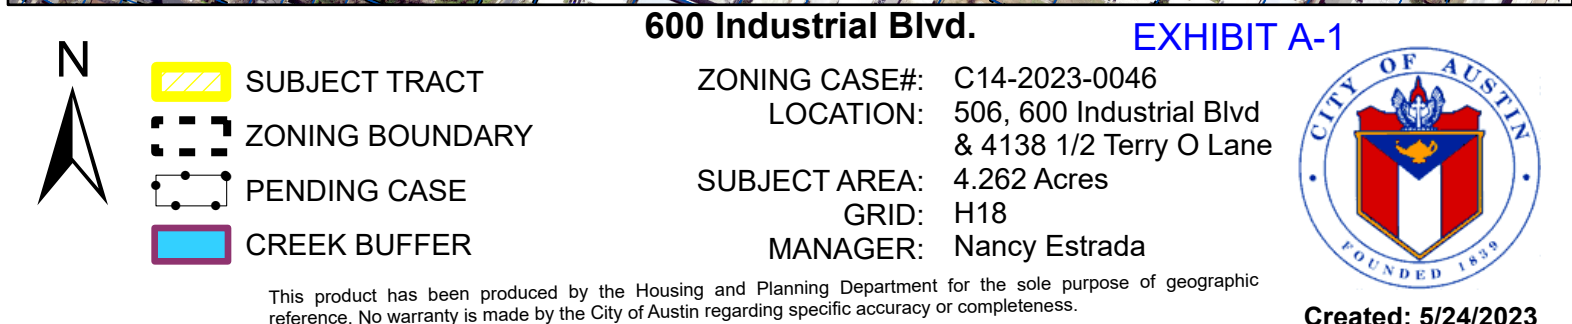 600 Industrial Blvd.
EXHIBIT A-1
N
SUBJECT TRACT
ZONING BOUNDARY
PENDING CASE
CREEK BUFFER
ZONING CASE#: C14-2023-0046
LOCATION: 506, 600 Industrial Blvd
& 4138 1/2 Terry O Lane
SUBJECT AREA: 4.262 Acres
GRID: H18
MANAGER: Nancy Estrada
CITY OF AUSTIN
FOUNDED 1839
This product has been produced by the Housing and Planning Department for the sole purpose of geographic
reference. No warranty is made by the City of Austin regarding specific accuracy or completeness.
Created: 5/24/2023